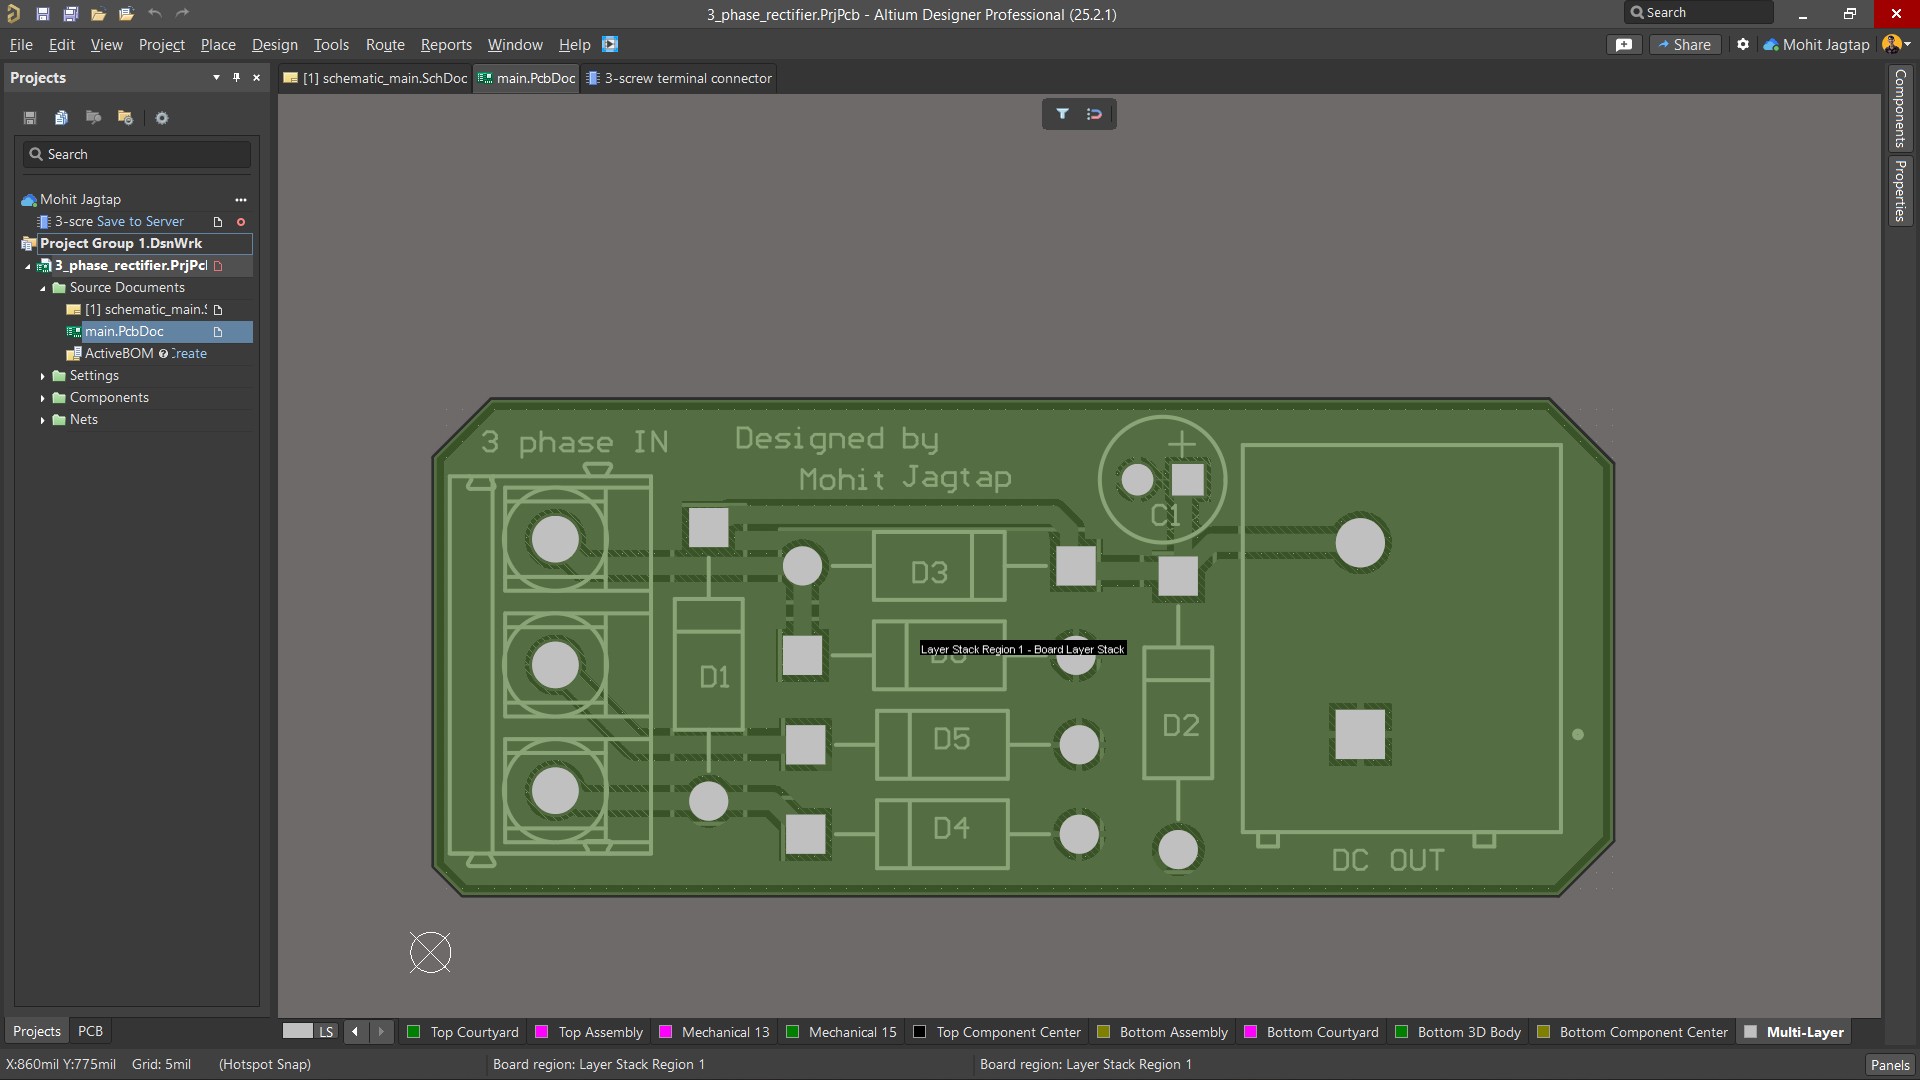 3_phase_rectifier.PrjPcb - Altium Designer Professional (25.2.1)
Search
File Edit View Project Place Design Tools Route Reports Window Help
Share
Mohit Jagtap
Projects
[1] schematic_main.SchDoc
main.PcbDoc
3-screw terminal connector
Components
Properties
Search
Mohit Jagtap
3-scre Save to Server
Project Group 1.DsnWrk
3_phase_rectifier.PrjPcl
Source Documents
[1] schematic_main.
main.PcbDoc
ActiveBOM
Settings
Components
Nets
3 phase IN
Designed by
Mohit Jagtap
C1
D3
Layer Stack Region 1 - Board Layer Stack
D1
D5
D2
D4
DC OUT
Projects PCB
LS
Top Courtyard
Top Assembly
Mechanical 13
Mechanical 15
Top Component Center
Bottom Assembly
Bottom Courtyard
Bottom 3D Body
Bottom Component Center
Multi-Layer
X:860mil Y:775mil Grid: 5mil (Hotspot Snap)
Board region: Layer Stack Region 1
Board region: Layer Stack Region 1
Panels